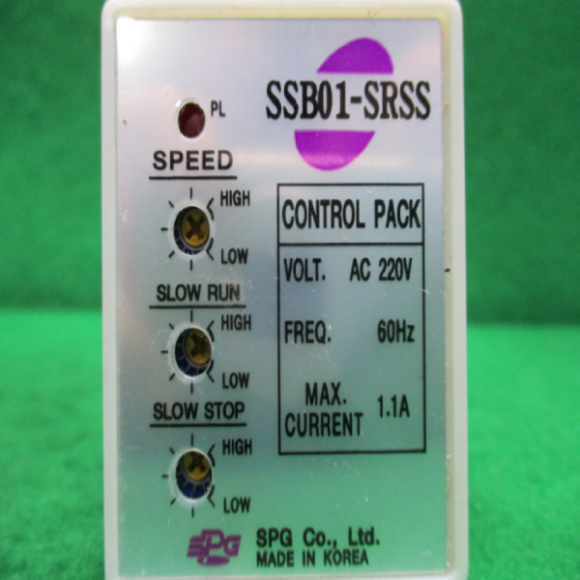 SSB01-SRSS
PL
SPEED
HIGH
LOW
SLOW RUN
HIGH
LOW
SLOW STOP
HIGH
LOW
CONTROL PACK
VOLT. AC 220V
FREQ. 60Hz
MAX.
CURRENT 1.1A
SPG
SPG Co., Ltd.
MADE IN KOREA